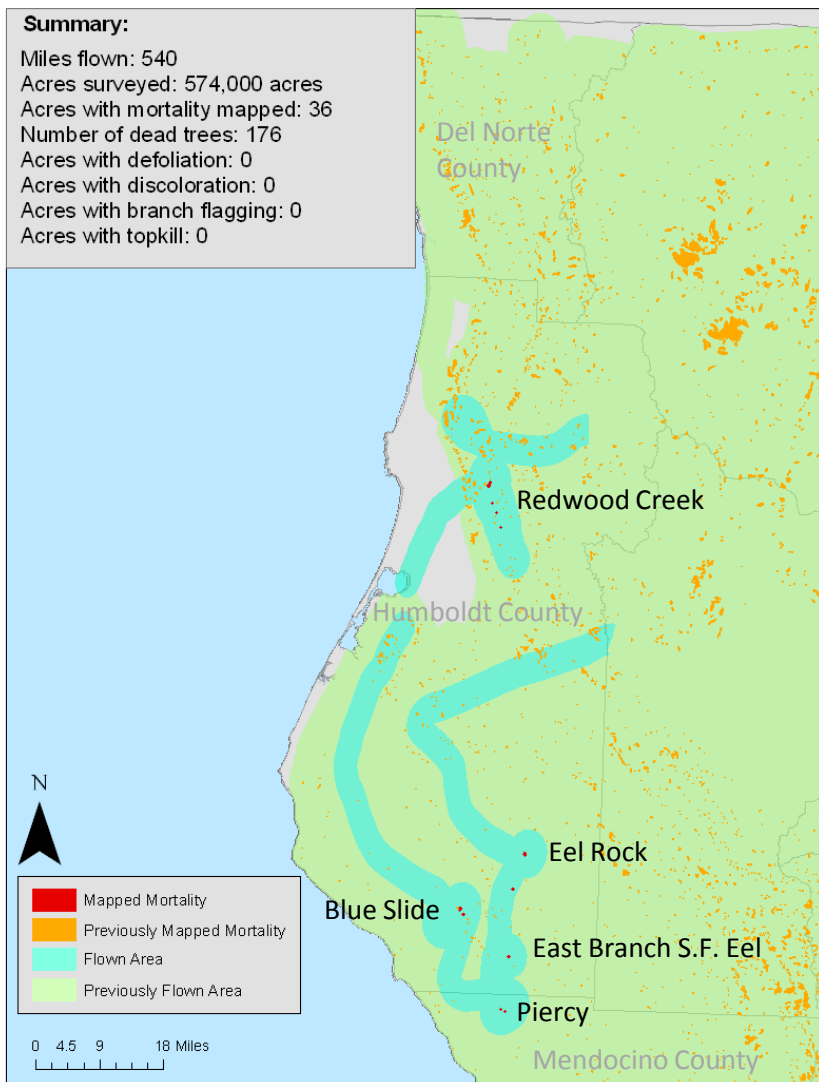 Summary:
Miles flown: 540
Acres surveyed: 574,000 acres
Acres with mortality mapped: 36
Number of dead trees: 176
Acres with defoliation: 0
Acres with discoloration: 0
Acres with branch flagging: 0
Acres with topkill: 0
Del Norte
County
Redwood Creek
Humboldt County
N
Eel Rock
Blue Slide
East Branch S.F. Eel
Piercy
Mendocino County
Mapped Mortality
Previously Mapped Mortality
Flown Area
Previously Flown Area
0 4.5 9 18 Miles